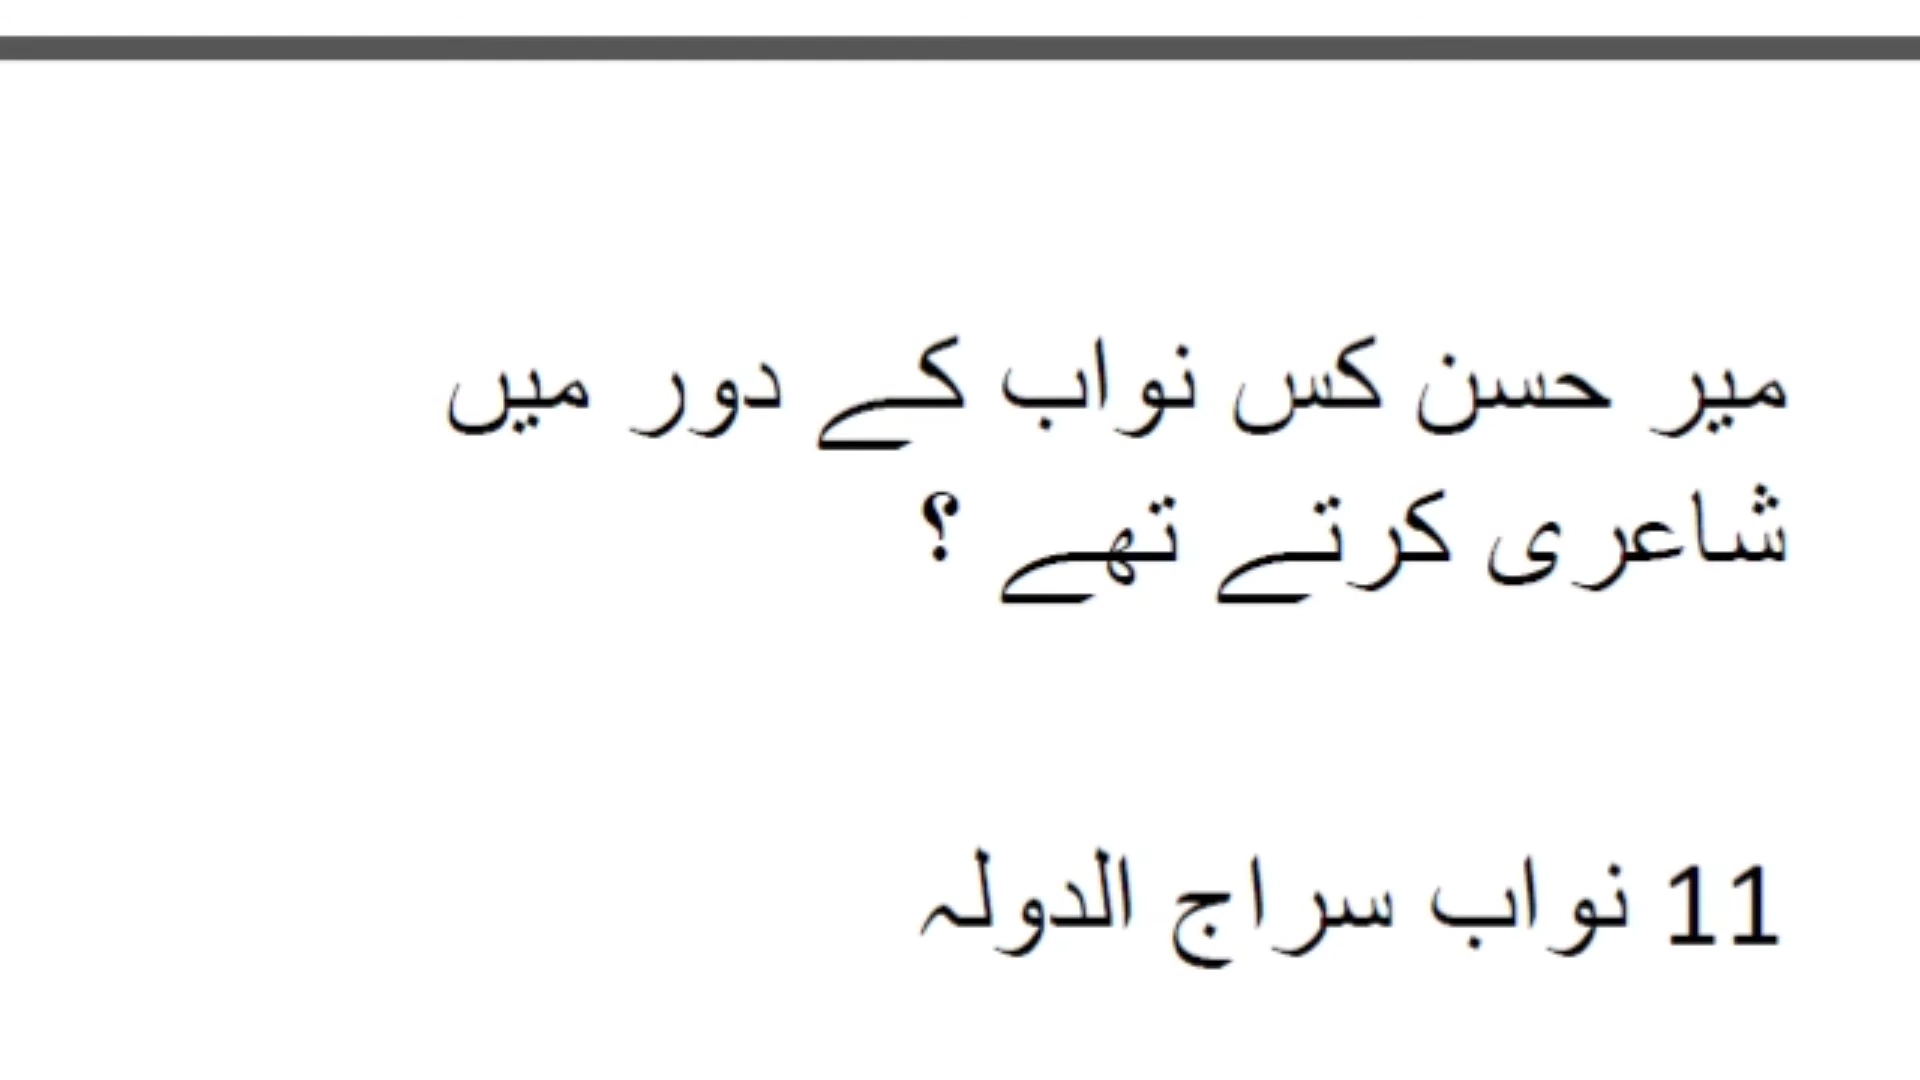 میر حسن کس نواب کے دور میں
شاعری کرتے تھے ؟
11 نواب سراج الدولہ